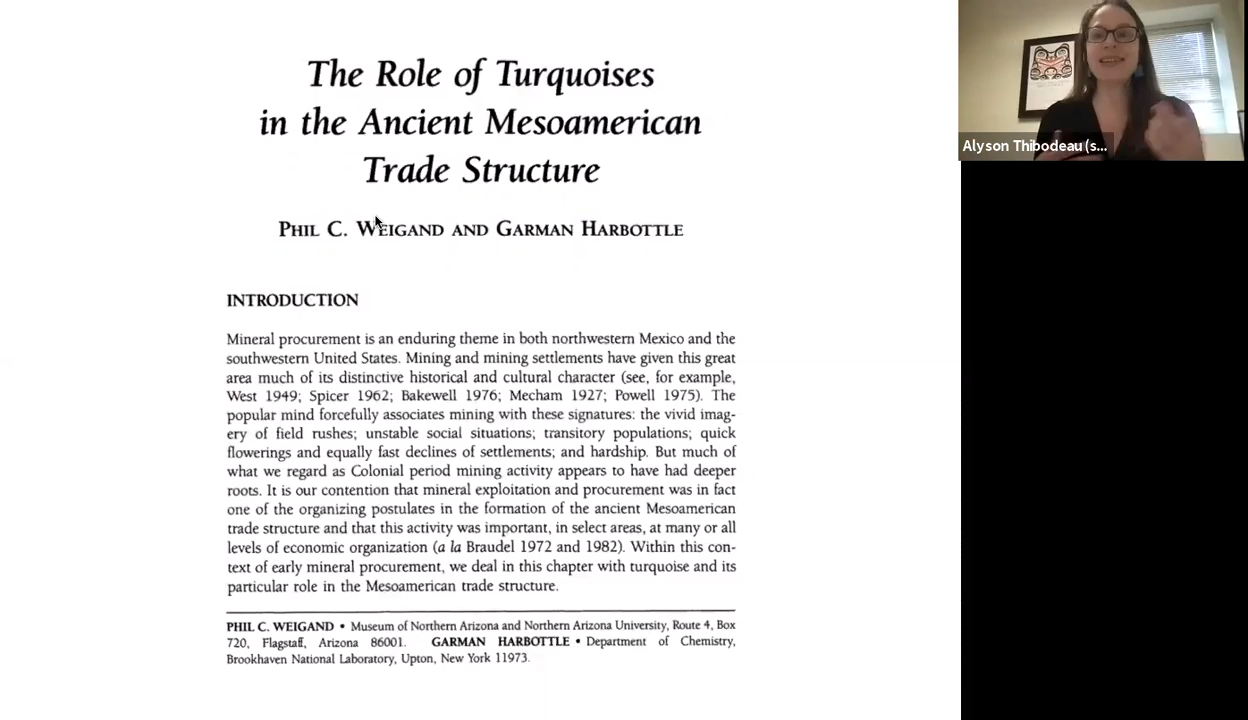 The Role of Turquoises
in the Ancient Mesoamerican
Trade Structure
PHIL C. WEIGAND AND GARMAN HARBOTTLE
INTRODUCTION
Mineral procurement is an enduring theme in both northwestern Mexico and the
southwestern United States. Mining and mining settlements have given this great
area much of its distinctive historical and cultural character (see, for example,
West 1949; Spicer 1962; Bakewell 1976; Mecham 1927; Powell 1975). The
popular mind forcefully associates mining with these signatures: the vivid imag-
ery of field rushes; unstable social situations; transitory populations; quick
flowerings and equally fast declines of settlements; and hardship. But much of
what we regard as Colonial period mining activity appears to have had deeper
roots. It is our contention that mineral exploitation and procurement was in fact
one of the organizing postulates in the formation of the ancient Mesoamerican
trade structure and that this activity was important, in select areas, at many or all
levels of economic organization (a la Braudel 1972 and 1982). Within this con-
text of early mineral procurement, we deal in this chapter with turquoise and its
particular role in the Mesoamerican trade structure.
PHIL C. WEIGAND • Museum of Northern Arizona and Northern Arizona University, Route 4, Box
720, Flagstaff, Arizona 86001. GARMAN HARBOTTLE • Department of Chemistry,
Brookhaven National Laboratory, Upton, New York 11973.
Alyson Thibodeau (s...